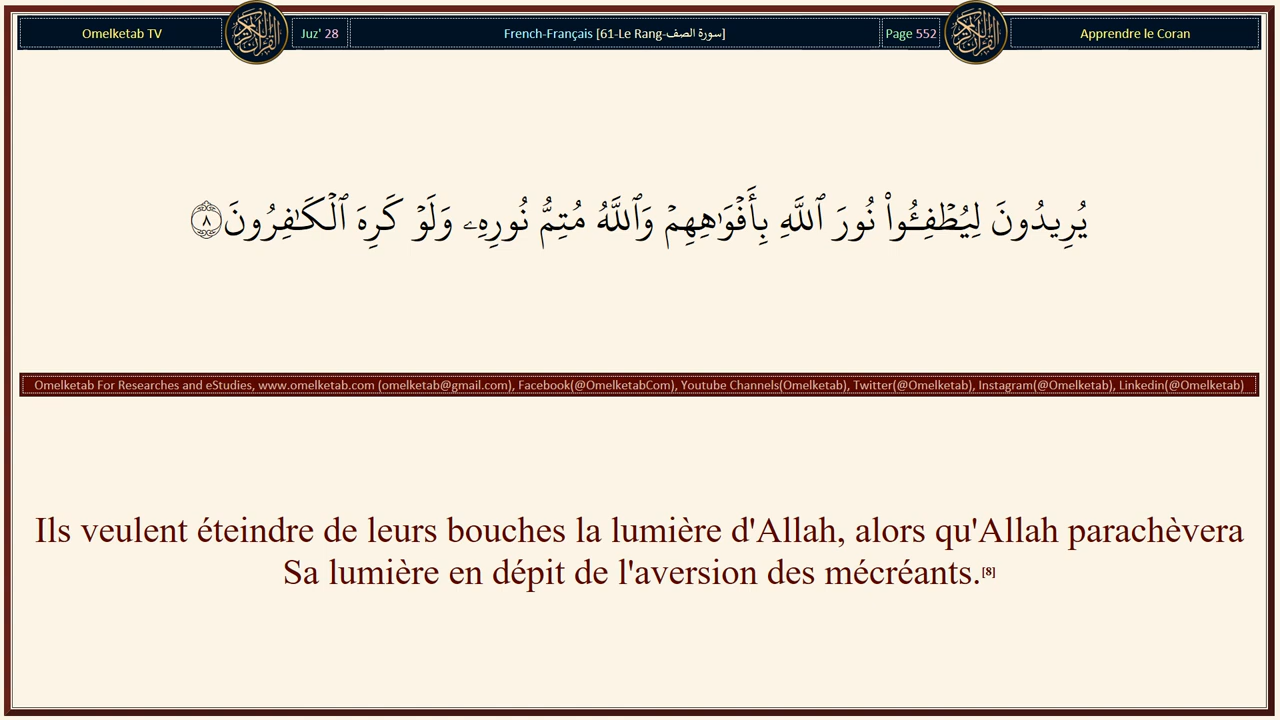 Omelketab TV
Juz' 28
French-Français [61-Le Rang-سورة الصف]
Page 552
Apprendre le Coran
يُرِيدُونَ لِيُطۡفِـُٔواْ نُورَ ٱللَّهِ بِأَفۡوَٰهِهِمۡ وَٱللَّهُ مُتِمُّ نُورِهِۦ وَلَوۡ كَرِهَ ٱلۡكَٰفِرُونَ ٨
Omelketab For Researches and eStudies, www.omelketab.com (omelketab@gmail.com), Facebook(@OmelketabCom), Youtube Channels(Omelketab), Twitter(@Omelketab), Instagram(@Omelketab), Linkedin(@Omelketab)
Ils veulent éteindre de leurs bouches la lumière d'Allah, alors qu'Allah parachèvera
Sa lumière en dépit de l'aversion des mécréants.[8]